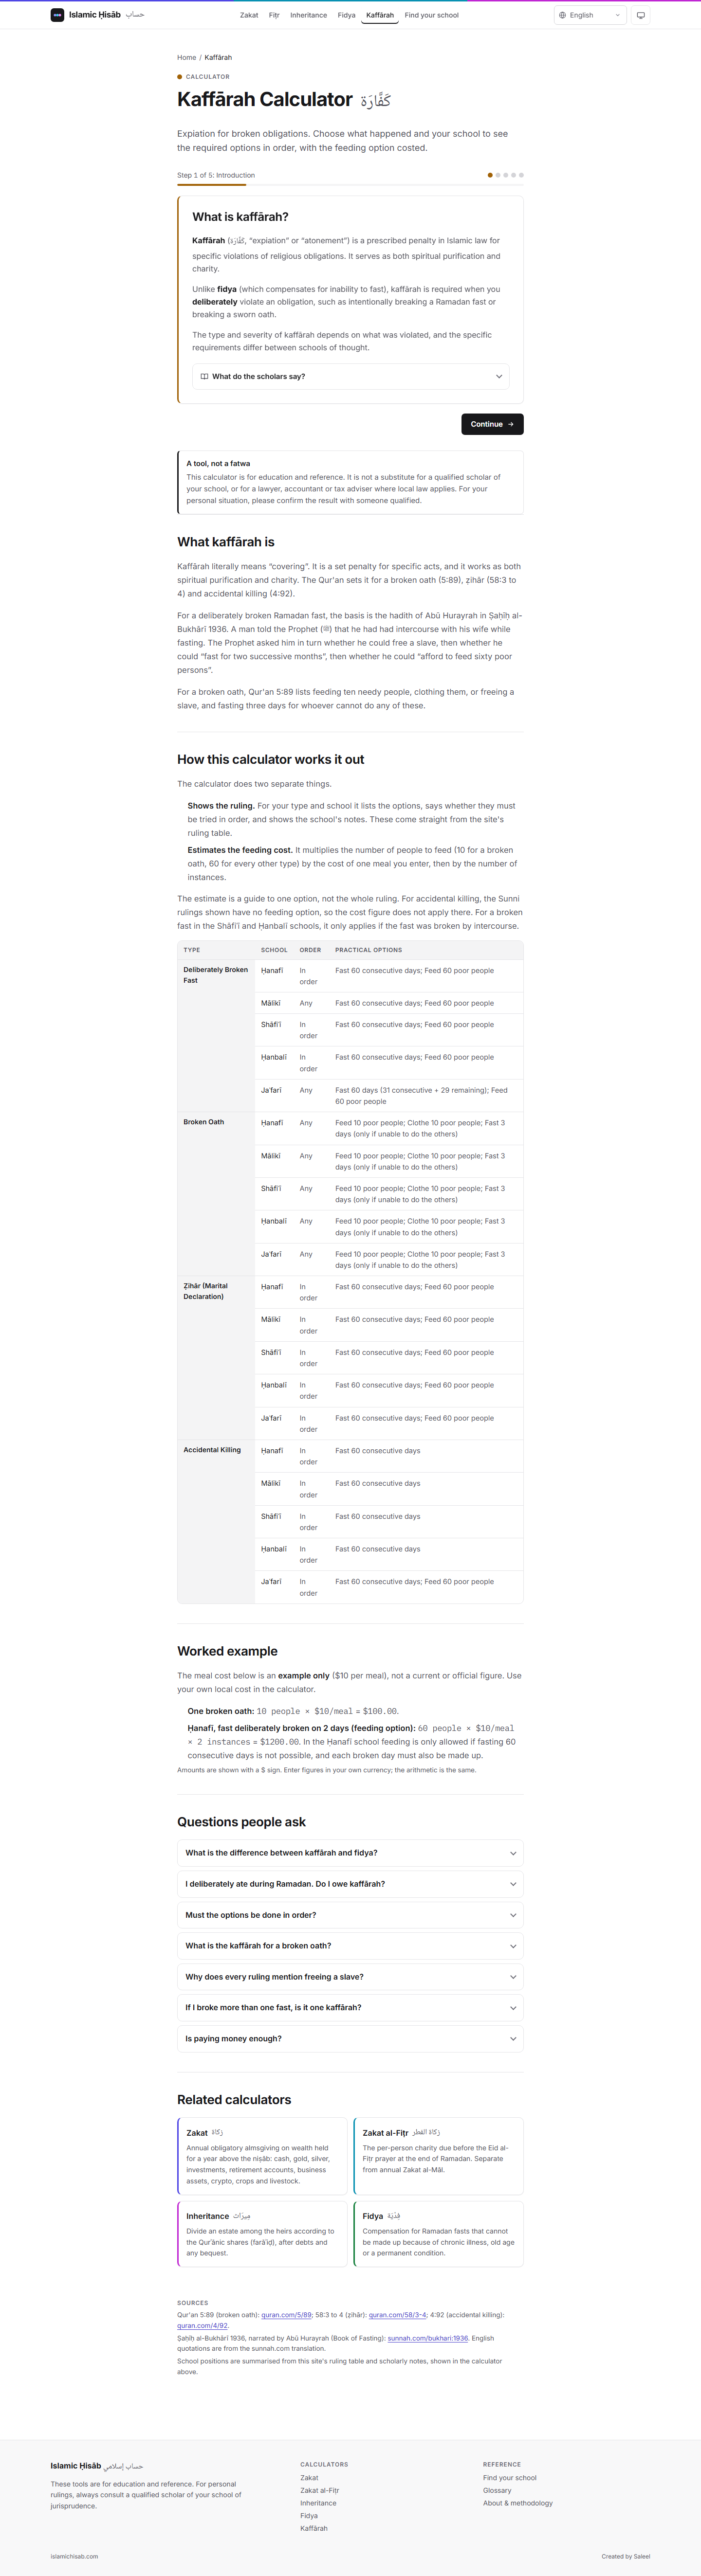 Islamic Ḥisāb حساب
Zakat Fiṭr Inheritance Fidya Kaffārah Find your school
English
Home / Kaffārah
CALCULATOR
Kaffārah Calculator كَفَّارَة
Expiation for broken obligations. Choose what happened and your school to see
the required options in order, with the feeding option costed.
Step 1 of 5: Introduction
What is kaffārah?
Kaffārah (كَفَّارَة, “expiation” or “atonement”) is a prescribed penalty in Islamic law for
specific violations of religious obligations. It serves as both spiritual purification and
charity.
Unlike fidya (which compensates for inability to fast), kaffārah is required when you
deliberately violate an obligation, such as intentionally breaking a Ramadan fast or
breaking a sworn oath.
The type and severity of kaffārah depends on what was violated, and the specific
requirements differ between schools of thought.
What do the scholars say?
Continue →
A tool, not a fatwa
This calculator is for education and reference. It is not a substitute for a qualified scholar of
your school, or for a lawyer, accountant or tax adviser where local law applies. For your
personal situation, please confirm the result with someone qualified.
What kaffārah is
Kaffārah literally means “covering”. It is a set penalty for specific acts, and it works as both
spiritual purification and charity. The Qur'an sets it for a broken oath (5:89), ẓihār (58:3 to
4) and accidental killing (4:92).
For a deliberately broken Ramadan fast, the basis is the hadith of Abū Hurayrah in Ṣaḥīḥ al-
Bukhārī 1936. A man told the Prophet (ﷺ) that he had had intercourse with his wife while
fasting. The Prophet asked him in turn whether he could free a slave, then whether he
could “fast for two successive months”, then whether he could “afford to feed sixty poor
persons”.
For a broken oath, Qur'an 5:89 lists feeding ten needy people, clothing them, or freeing a
slave, and fasting three days for whoever cannot do any of these.
How this calculator works it out
The calculator does two separate things.
Shows the ruling. For your type and school it lists the options, says whether they must
be tried in order, and shows the school's notes. These come straight from the site's
ruling table.
Estimates the feeding cost. It multiplies the number of people to feed (10 for a broken
oath, 60 for every other type) by the cost of one meal you enter, then by the number of
instances.
The estimate is a guide to one option, not the whole ruling. For accidental killing, the Sunni
rulings shown have no feeding option, so the cost figure does not apply there. For a broken
fast in the Shāfiʿī and Ḥanbalī schools, it only applies if the fast was broken by intercourse.
TYPE SCHOOL ORDER PRACTICAL OPTIONS
Deliberately Broken Fast Ḥanafī In order Fast 60 consecutive days; Feed 60 poor people
Mālikī Any Fast 60 consecutive days; Feed 60 poor people
Shāfiʿī In order Fast 60 consecutive days; Feed 60 poor people
Ḥanbalī In order Fast 60 consecutive days; Feed 60 poor people
Jaʿfarī Any Fast 60 days (31 consecutive + 29 remaining); Feed 60 poor people
Broken Oath Ḥanafī Any Feed 10 poor people; Clothe 10 poor people; Fast 3 days (only if unable to do the others)
Mālikī Any Feed 10 poor people; Clothe 10 poor people; Fast 3 days (only if unable to do the others)
Shāfiʿī Any Feed 10 poor people; Clothe 10 poor people; Fast 3 days (only if unable to do the others)
Ḥanbalī Any Feed 10 poor people; Clothe 10 poor people; Fast 3 days (only if unable to do the others)
Jaʿfarī Any Feed 10 poor people; Clothe 10 poor people; Fast 3 days (only if unable to do the others)
Ẓihār (Marital Declaration) Ḥanafī In order Fast 60 consecutive days; Feed 60 poor people
Mālikī In order Fast 60 consecutive days; Feed 60 poor people
Shāfiʿī In order Fast 60 consecutive days; Feed 60 poor people
Ḥanbalī In order Fast 60 consecutive days; Feed 60 poor people
Jaʿfarī In order Fast 60 consecutive days; Feed 60 poor people
Accidental Killing Ḥanafī In order Fast 60 consecutive days
Mālikī In order Fast 60 consecutive days
Shāfiʿī In order Fast 60 consecutive days
Ḥanbalī In order Fast 60 consecutive days
Jaʿfarī In order Fast 60 consecutive days; Feed 60 poor people
Worked example
The meal cost below is an example only ($10 per meal), not a current or official figure. Use
your own local cost in the calculator.
One broken oath: 10 people × $10/meal = $100.00.
Ḥanafī, fast deliberately broken on 2 days (feeding option): 60 people × $10/meal
× 2 instances = $1200.00. In the Ḥanafī school feeding is only allowed if fasting 60
consecutive days is not possible, and each broken day must also be made up.
Amounts are shown with a $ sign. Enter figures in your own currency; the arithmetic is the same.
Questions people ask
What is the difference between kaffārah and fidya?
I deliberately ate during Ramadan. Do I owe kaffārah?
Must the options be done in order?
What is the kaffārah for a broken oath?
Why does every ruling mention freeing a slave?
If I broke more than one fast, is it one kaffārah?
Is paying money enough?
Related calculators
Zakat زكاة
Annual obligatory almsgiving on wealth held
for a year above the niṣāb: cash, gold, silver,
investments, retirement accounts, business
assets, crypto, crops and livestock.
Zakat al-Fiṭr زكاة الفطر
The per-person charity due before the Eid al-
Fiṭr prayer at the end of Ramadan. Separate
from annual Zakat al-Māl.
Inheritance مِيرَاث
Divide an estate among the heirs according to
the Qurʾānic shares (farāʾiḍ), after debts and
any bequest.
Fidya فِدْيَة
Compensation for Ramadan fasts that cannot
be made up because of chronic illness, old age
or a permanent condition.
SOURCES
Qur'an 5:89 (broken oath): quran.com/5/89; 58:3 to 4 (ẓihār): quran.com/58/3-4; 4:92 (accidental killing):
quran.com/4/92.
Ṣaḥīḥ al-Bukhārī 1936, narrated by Abū Hurayrah (Book of Fasting): sunnah.com/bukhari:1936. English
quotations are from the sunnah.com translation.
School positions are summarised from this site's ruling table and scholarly notes, shown in the calculator
above.
Islamic Ḥisāb حساب إسلامي
These tools are for education and reference. For personal
rulings, always consult a qualified scholar of your school of
jurisprudence.
CALCULATORS
Zakat
Zakat al-Fiṭr
Inheritance
Fidya
Kaffārah
REFERENCE
Find your school
Glossary
About & methodology
islamichisab.com
Created by Saleel